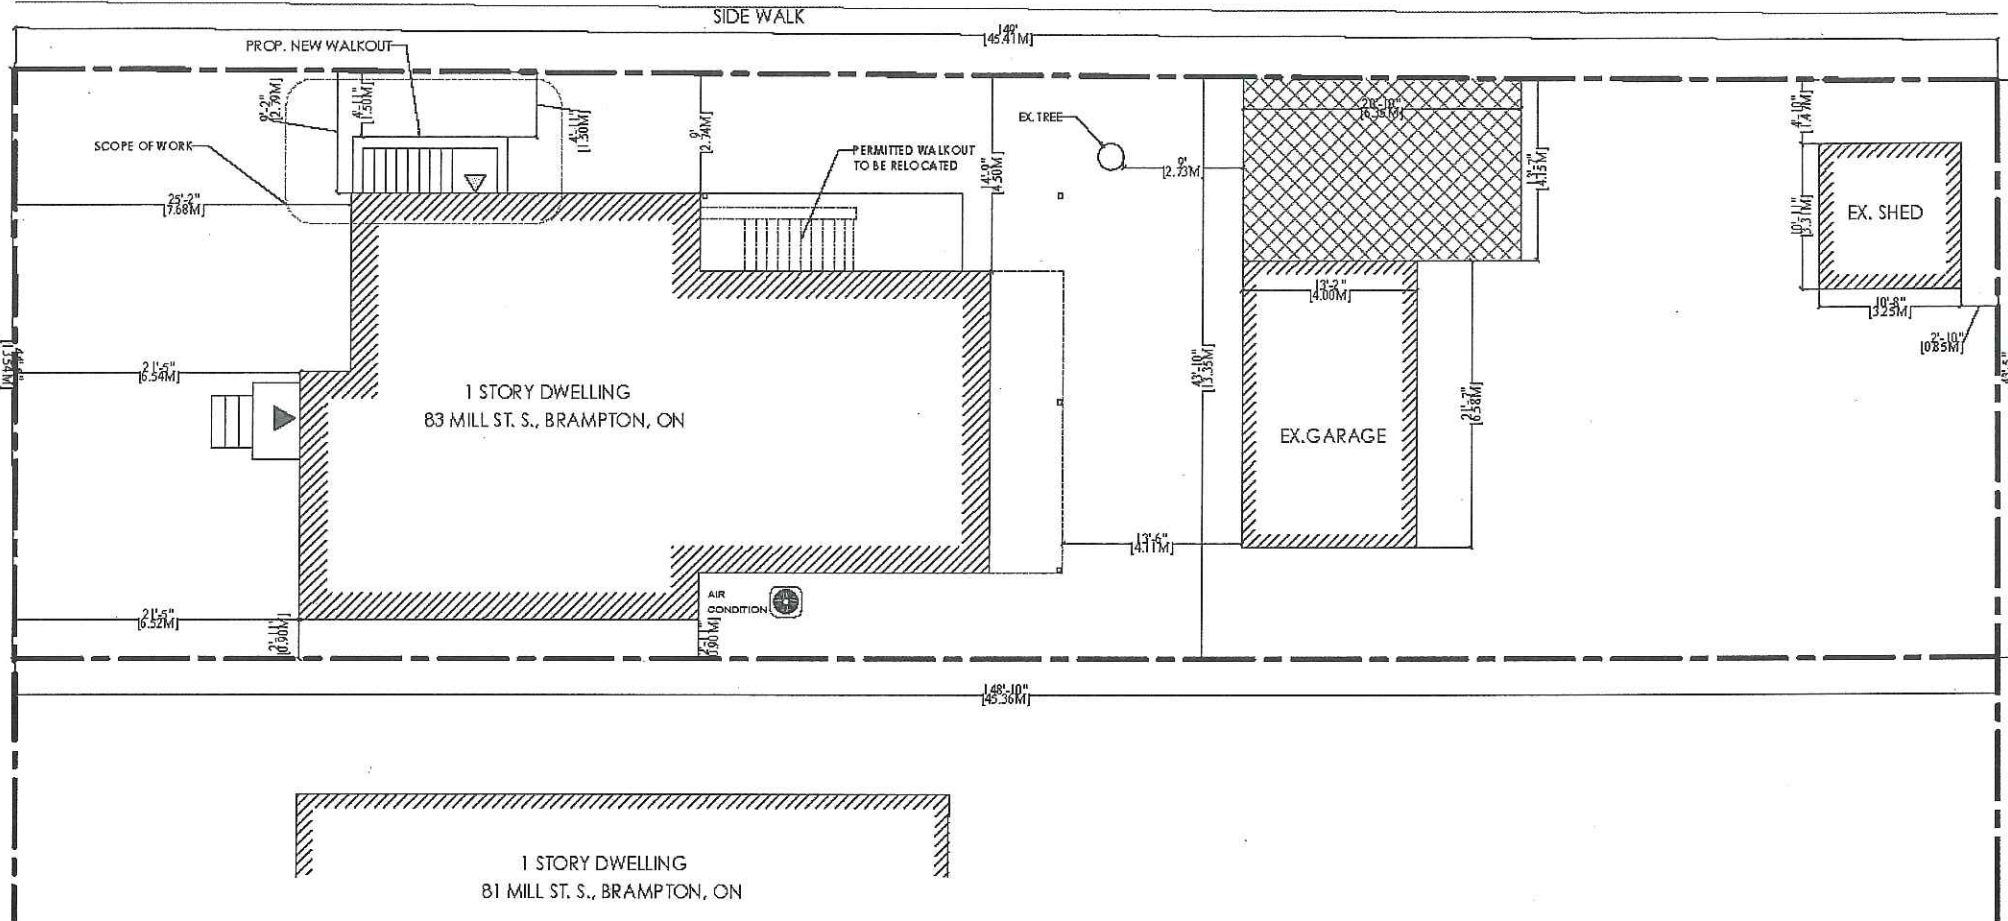 SIDE WALK
149'
[45.41M]
PROP. NEW WALKOUT
9'-2"
[2.79M]
4'-11"
[1.50M]
4'-11"
[1.50M]
9'
[2.74M]
SCOPE OF WORK
PERMITTED WALKOUT
TO BE RELOCATED
[4.50M]
EX. TREE
9'
[2.73M]
20'-10"
[6.35M]
13'-7"
[4.15M]
4'-10"
[1.47M]
10'-11"
[3.31M]
EX. SHED
25'-2"
[7.68M]
13'-2"
[4.00M]
10'-8"
[3.25M]
2'-10"
[0.85M]
[13.54M]
21'-5"
[6.54M]
43'-10"
[13.35M]
21'-7"
[6.58M]
1 STORY DWELLING
83 MILL ST. S., BRAMPTON, ON
EX.GARAGE
13'-6"
[4.11M]
AIR
CONDITION
21'-5"
[6.52M]
2'-11"
[0.90M]
2'-11"
0.90M]
148'-10"
[45.36M]
1 STORY DWELLING
81 MILL ST. S., BRAMPTON, ON